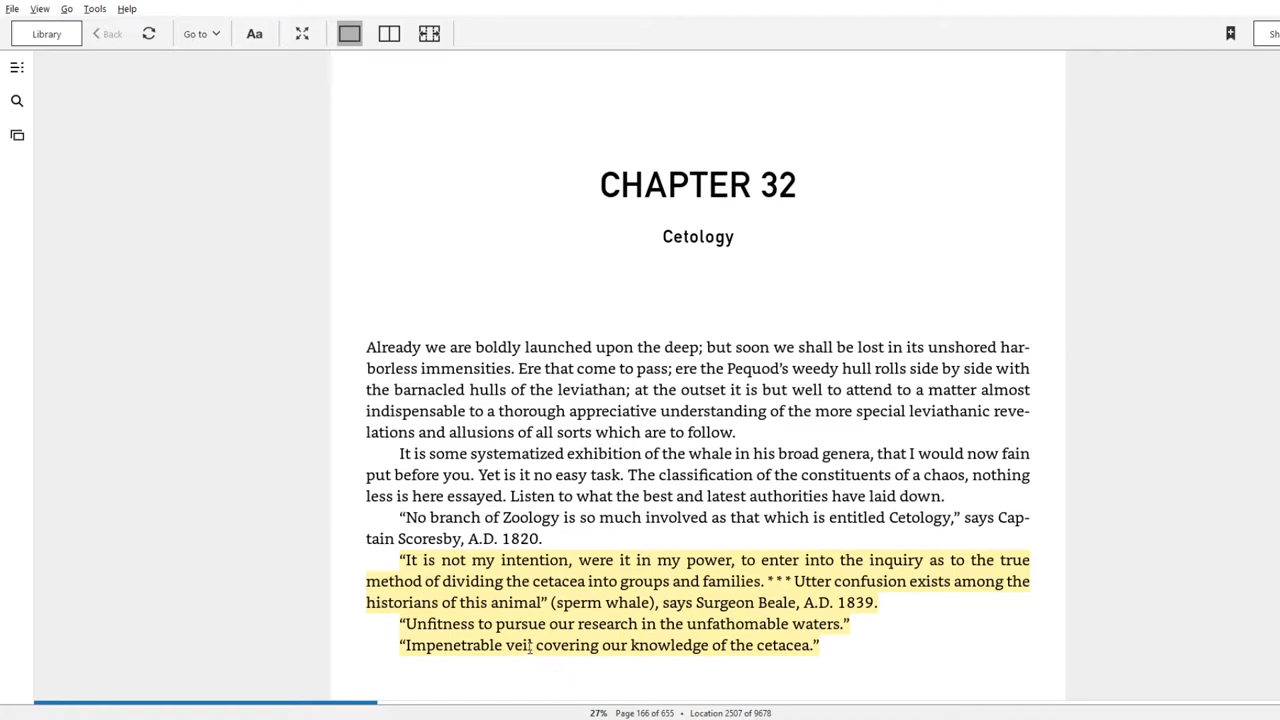 File View Go Tools Help
Library Back Go to Aa Sh
CHAPTER 32
Cetology
Already we are boldly launched upon the deep; but soon we shall be lost in its unshored har-
borless immensities. Ere that come to pass; ere the Pequod’s weedy hull rolls side by side with
the barnacled hulls of the leviathan; at the outset it is but well to attend to a matter almost
indispensable to a thorough appreciative understanding of the more special leviathanic reve-
lations and allusions of all sorts which are to follow.
It is some systematized exhibition of the whale in his broad genera, that I would now fain
put before you. Yet is it no easy task. The classification of the constituents of a chaos, nothing
less is here essayed. Listen to what the best and latest authorities have laid down.
“No branch of Zoology is so much involved as that which is entitled Cetology,” says Cap-
tain Scoresby, A.D. 1820.
“It is not my intention, were it in my power, to enter into the inquiry as to the true
method of dividing the cetacea into groups and families. * * * Utter confusion exists among the
historians of this animal” (sperm whale), says Surgeon Beale, A.D. 1839.
“Unfitness to pursue our research in the unfathomable waters.”
“Impenetrable veil covering our knowledge of the cetacea.”
27% Page 166 of 655 • Location 2507 of 9678